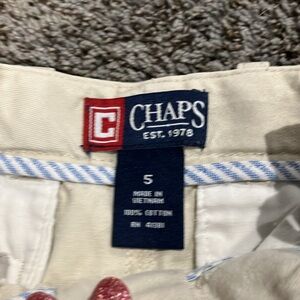 C CHAPS
EST. 1978
5
MADE IN
VIETNAM
100% COTTON
RN 41381